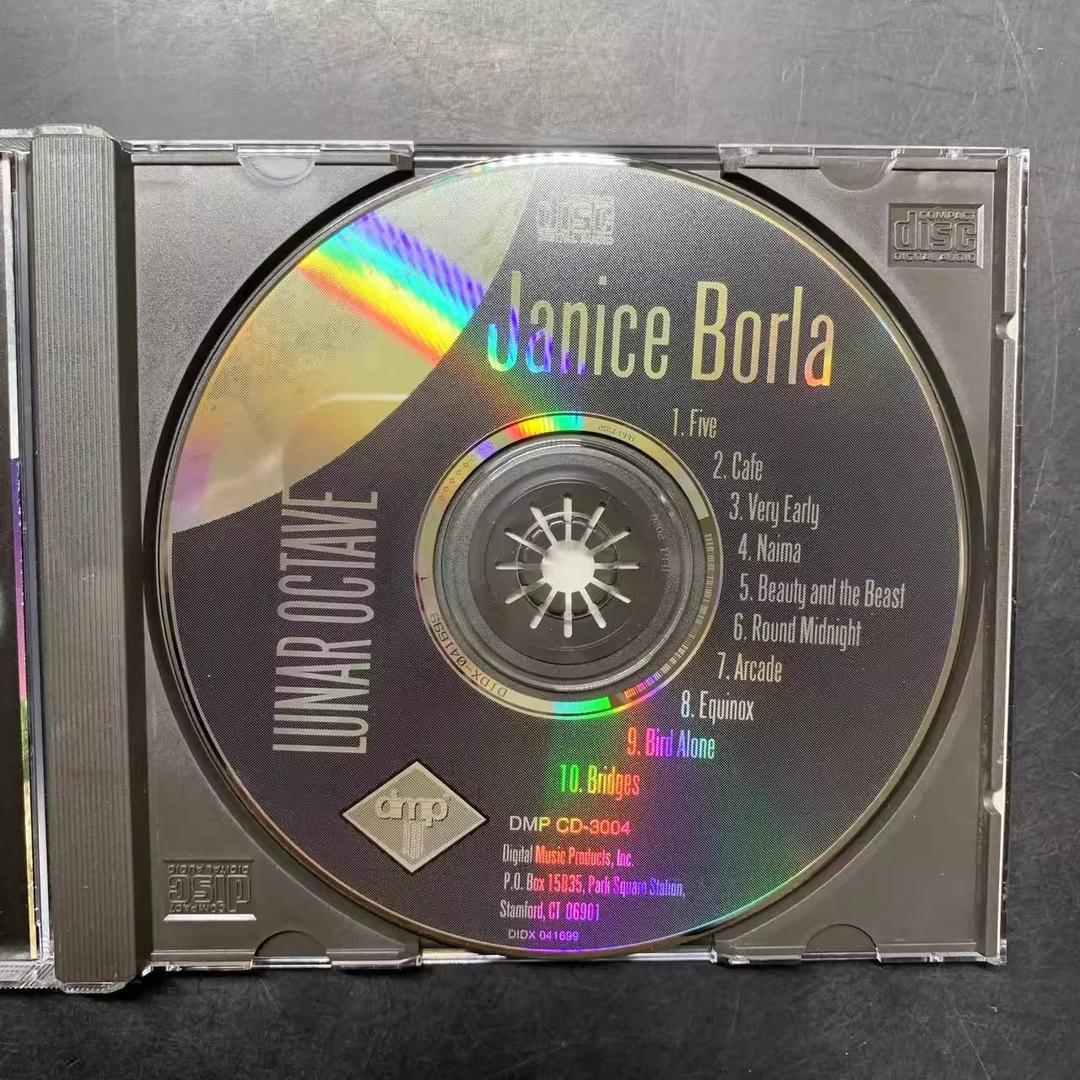 COMPACT
disc
DIGITAL AUDIO
disc
Janice Borla
1. Five
2. Cafe
3. Very Early
4. Naima
5. Beauty and the Beast
6. Round Midnight
7. Arcade
8. Equinox
9. Bird Alone
10. Bridges
LUNAR OCTAVE
DIDX-041699 1
dmp
DMP CD-3004
Digital Music Products, Inc.
P.O. Box 15835, Park Square Station,
Stamford, CT 06901
DIDX 041699
COMPACT
disc
DIGITAL AUDIO